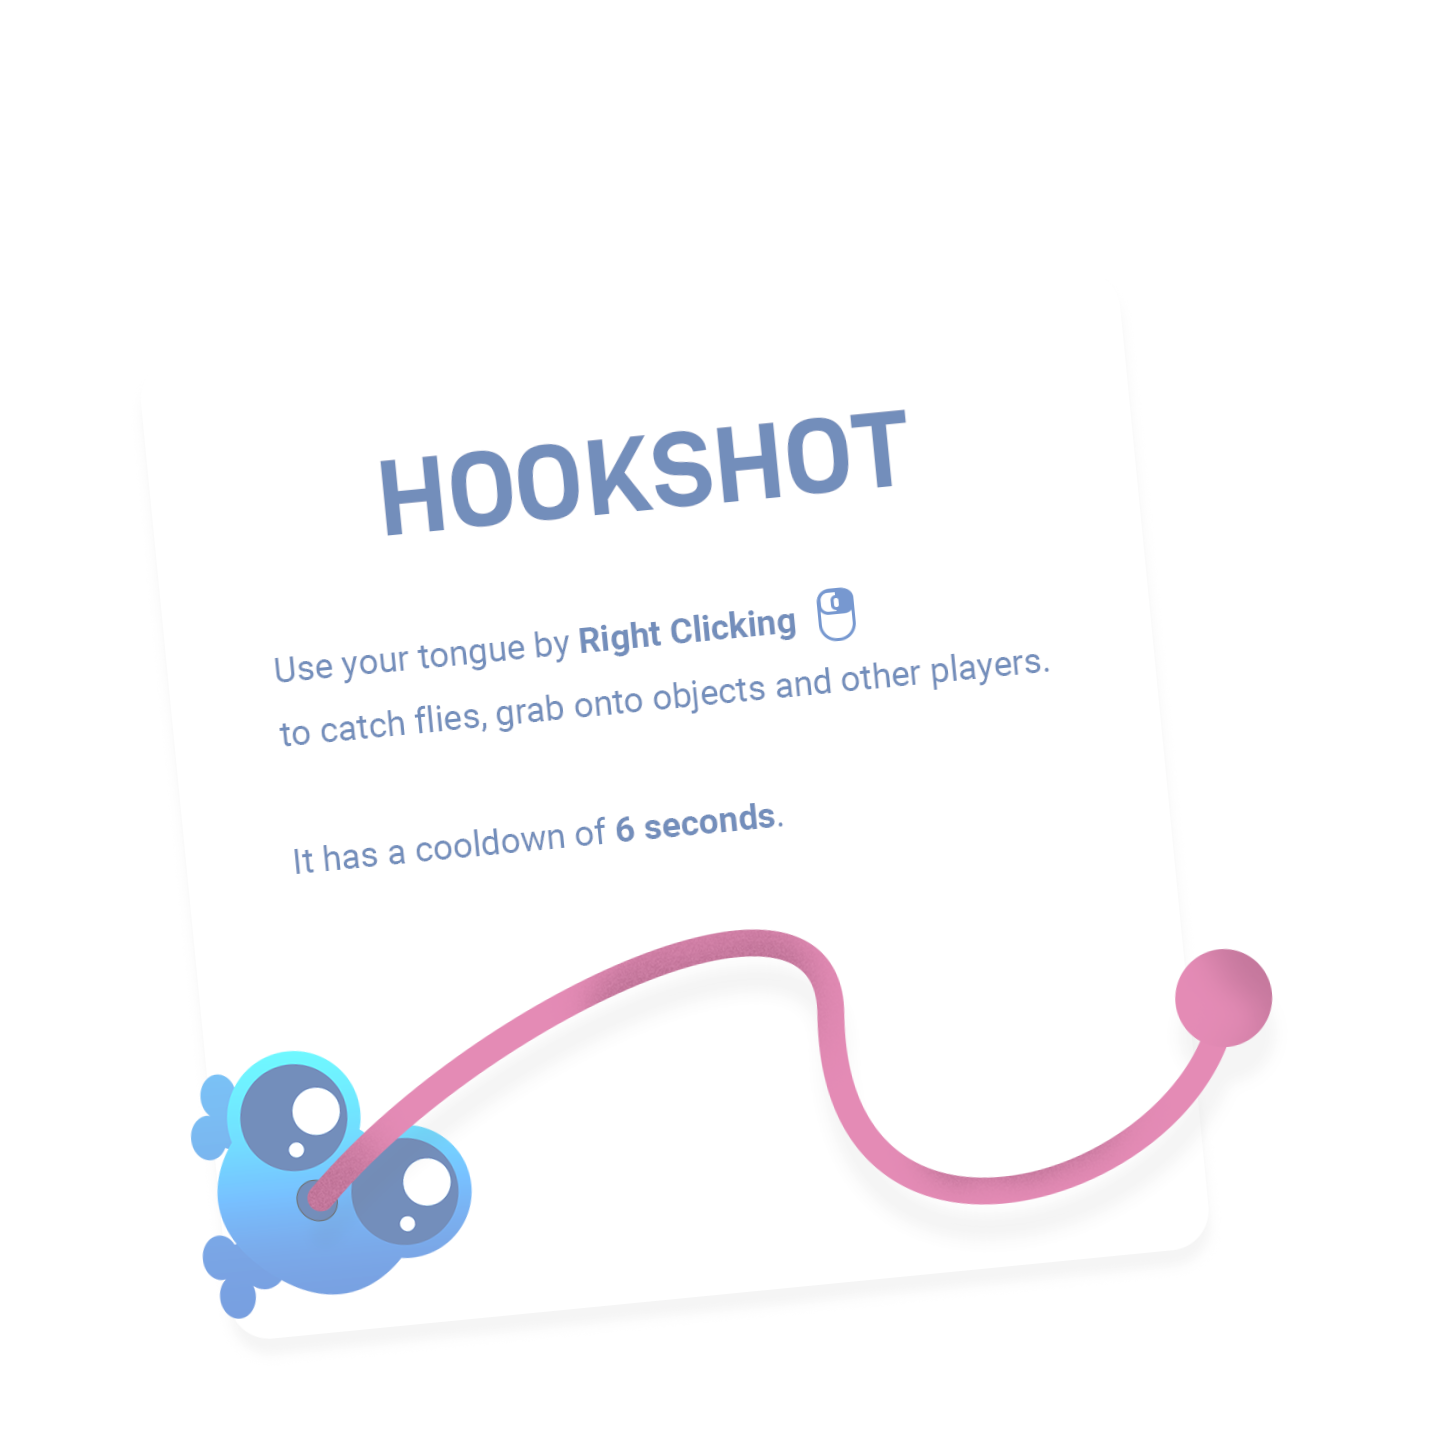 HOOKSHOT
Use your tongue by Right Clicking
to catch flies, grab onto objects and other players.
It has a cooldown of 6 seconds.